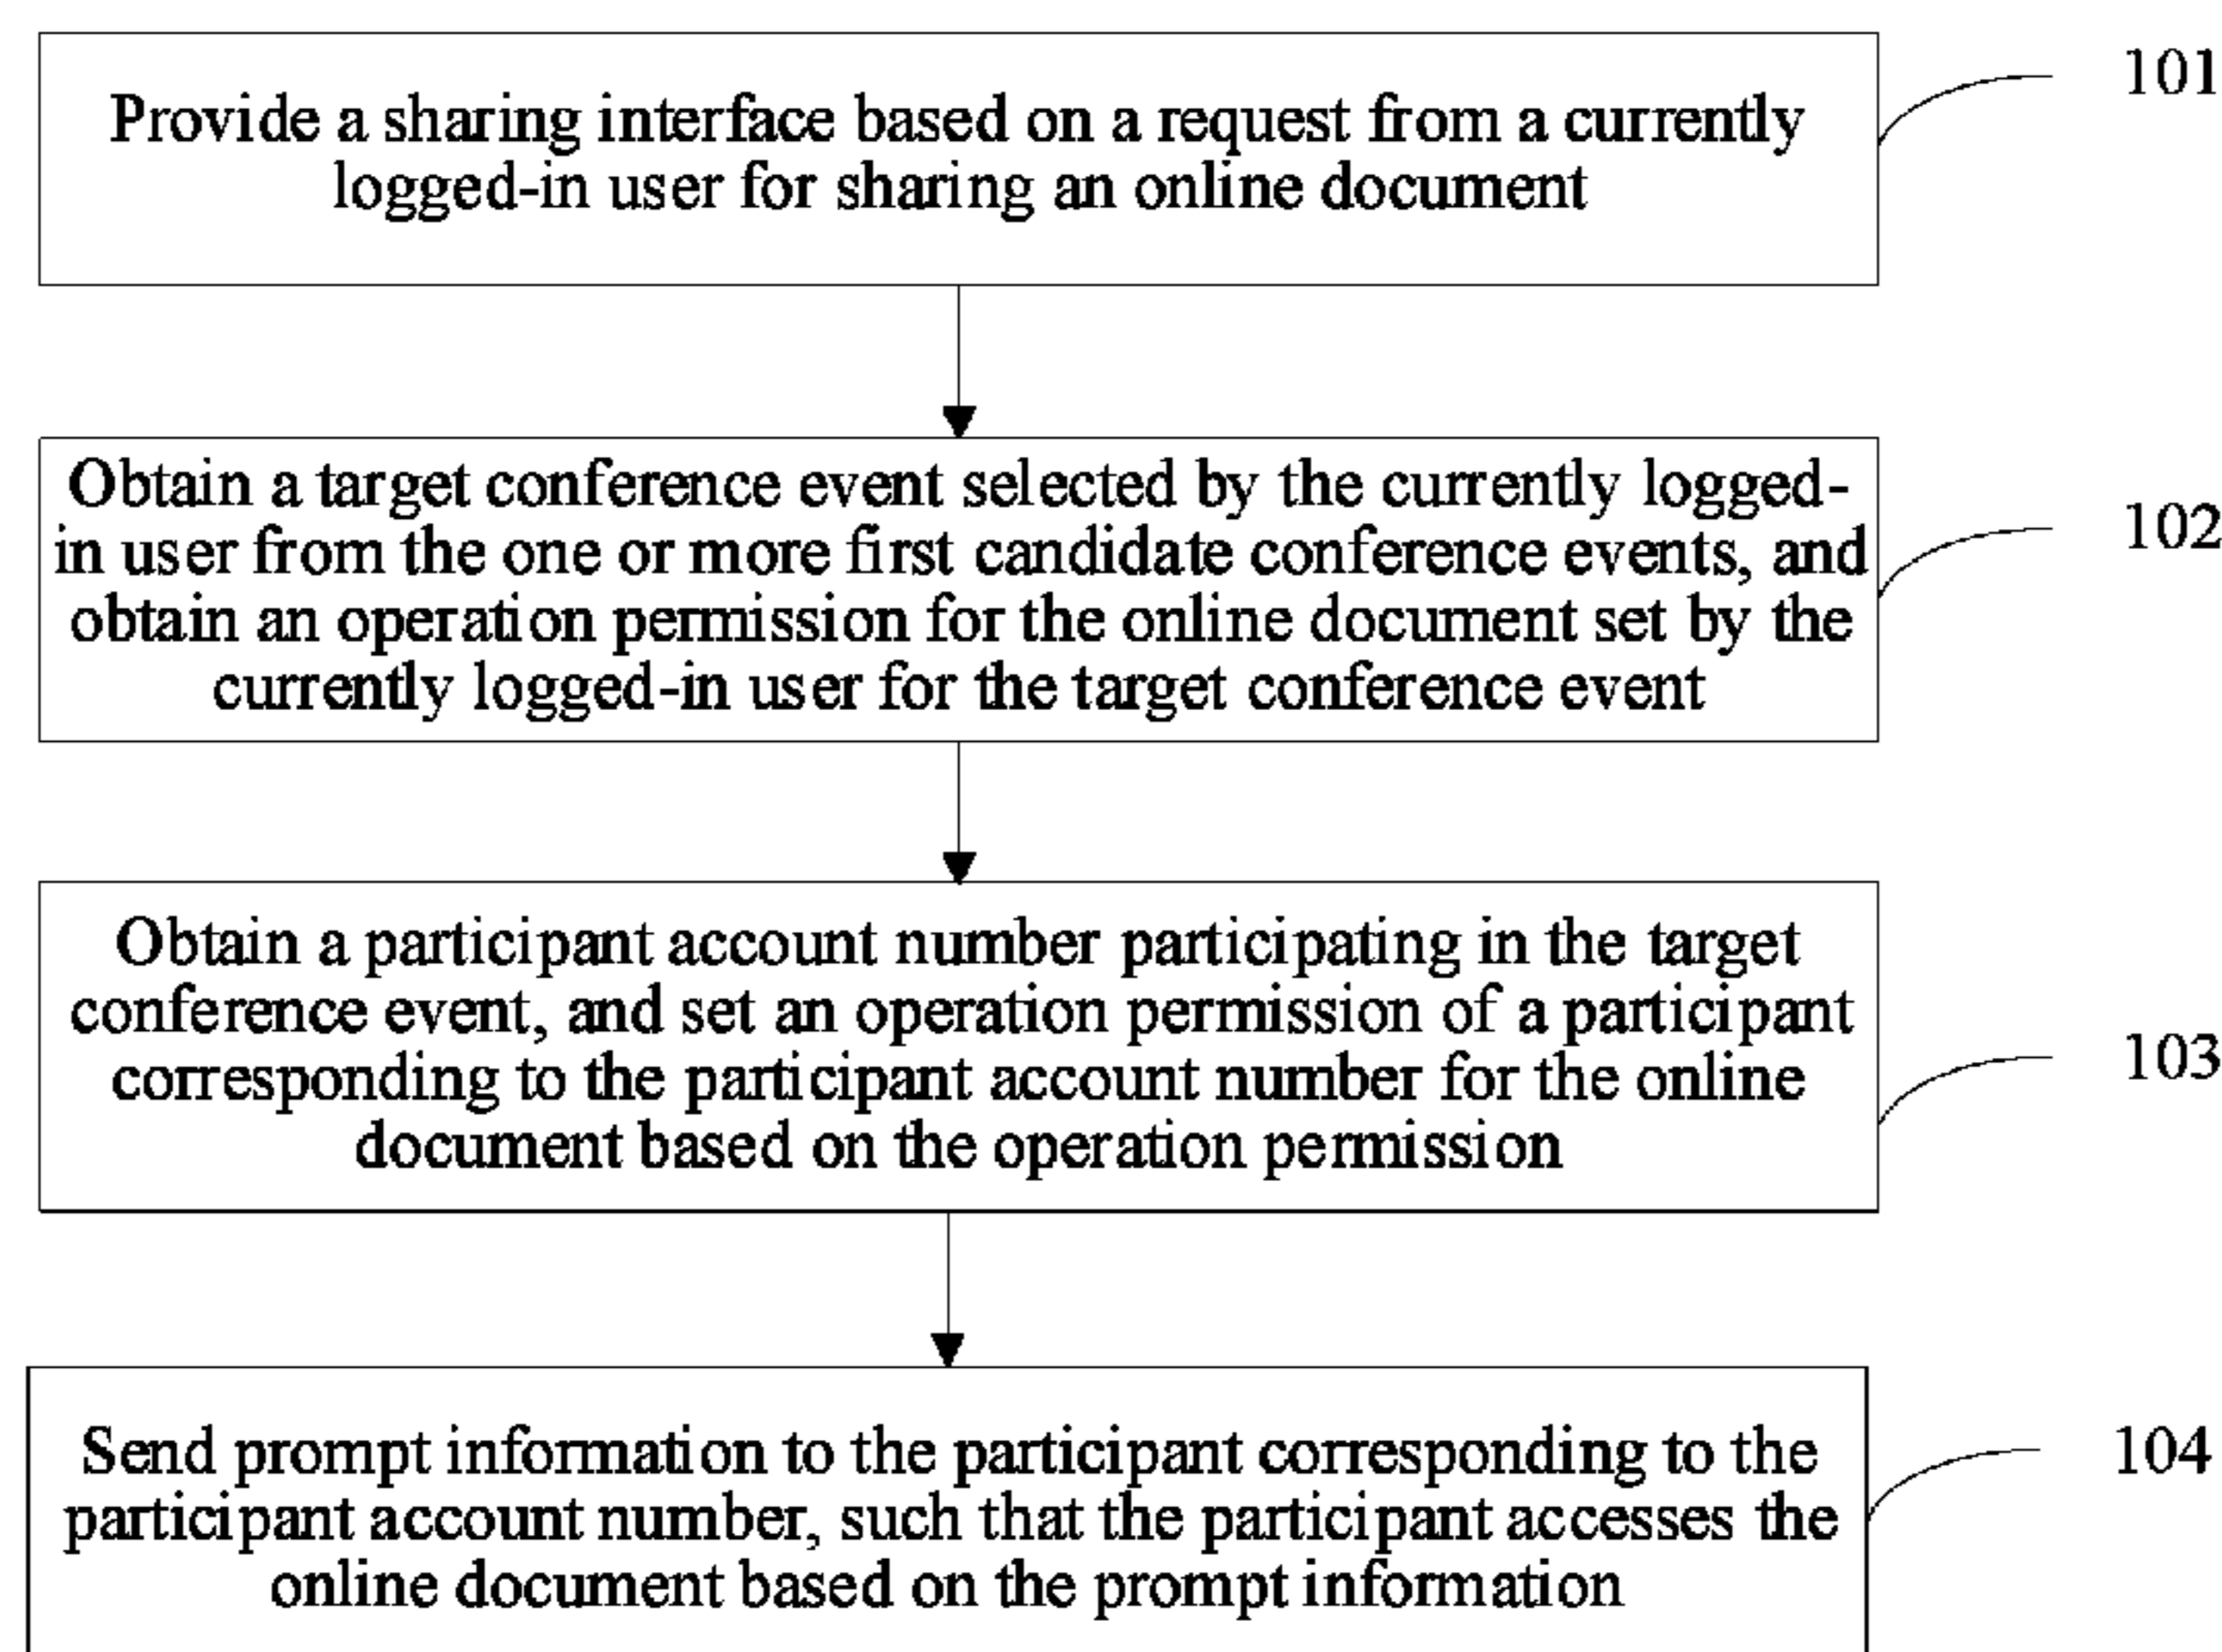 Provide a sharing interface based on a request from a currently
logged-in user for sharing an online document
101
Obtain a target conference event selected by the currently logged-
in user from the one or more first candidate conference events, and
obtain an operation permission for the online document set by the
currently logged-in user for the target conference event
102
Obtain a participant account number participating in the target
conference event, and set an operation permission of a participant
corresponding to the participant account number for the online
document based on the operation permission
103
Send prompt information to the participant corresponding to the
participant account number, such that the participant accesses the
online document based on the prompt information
104